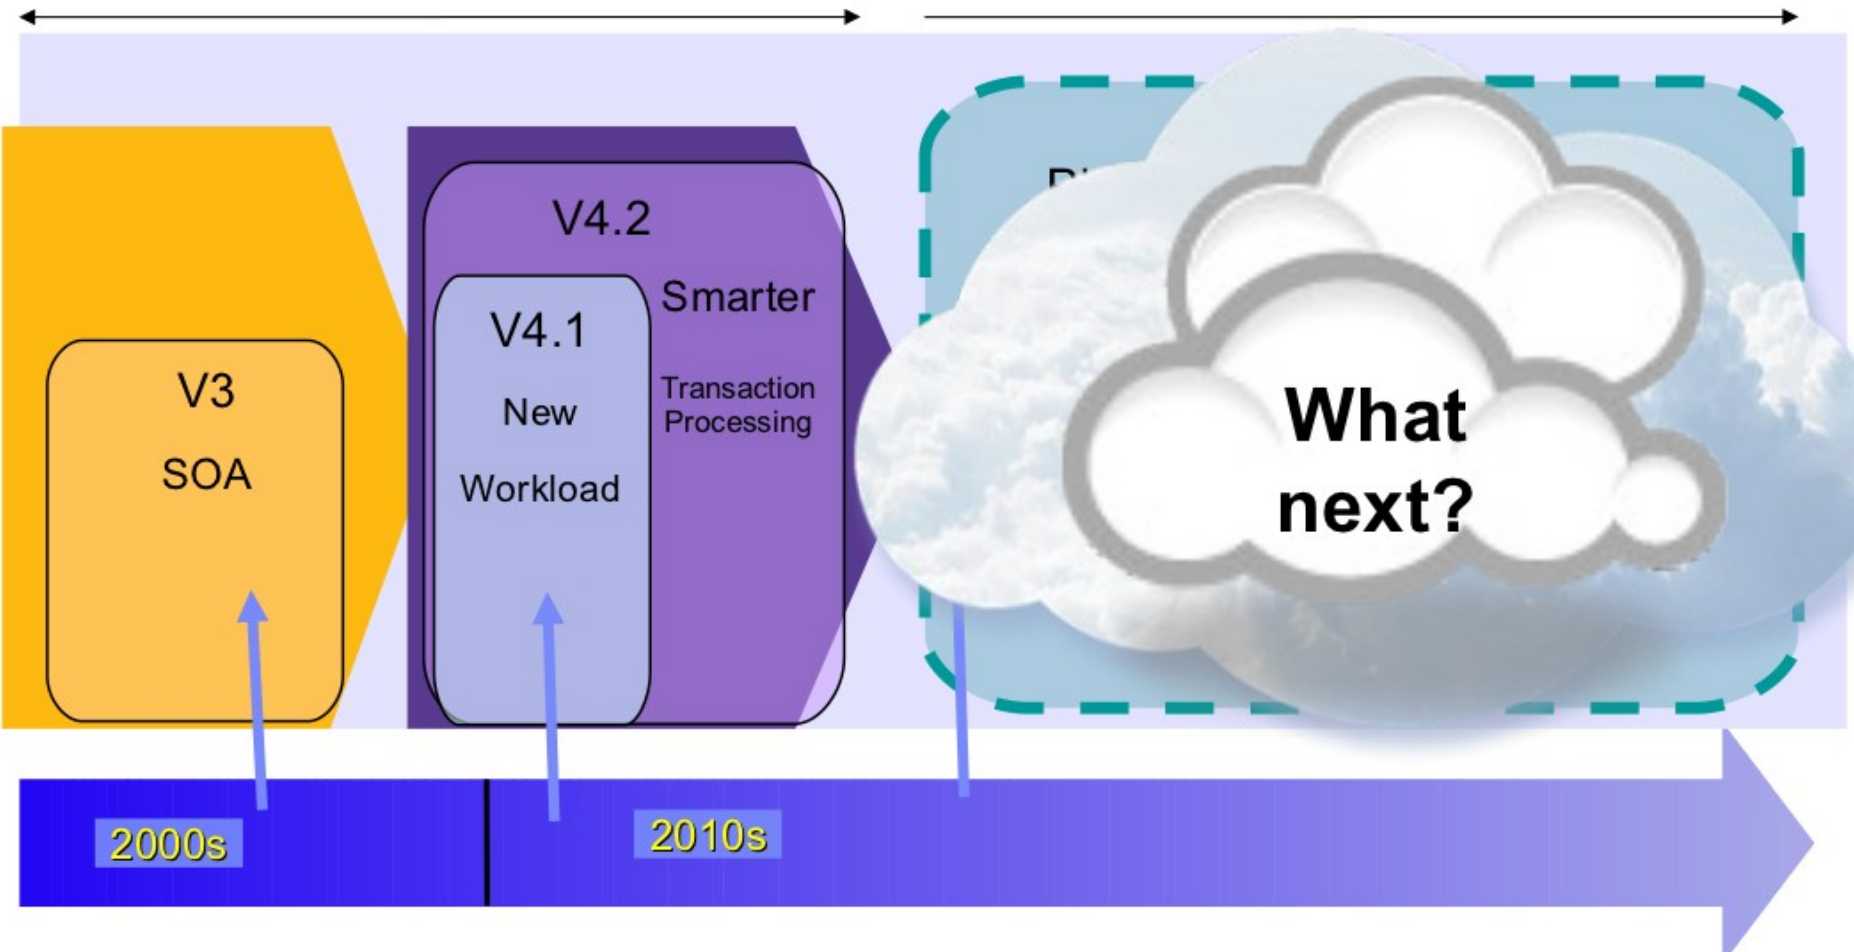 V3
SOA
V4.2
V4.1
New
Workload
Smarter
Transaction
Processing
What
next?
2000s
2010s